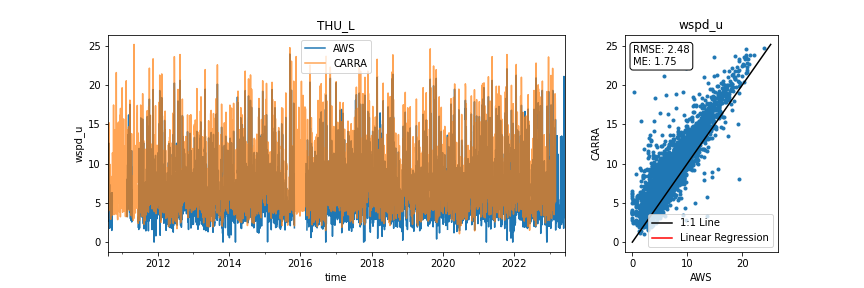 THU_L
wspd_u
25
20
15
10
5
0
wspd_u
AWS
CARRA
2012
2014
2016
2018
2020
2022
time
wspd_u
25
20
15
10
5
0
CARRA
RMSE: 2.48
ME: 1.75
1:1 Line
Linear Regression
0
10
20
AWS